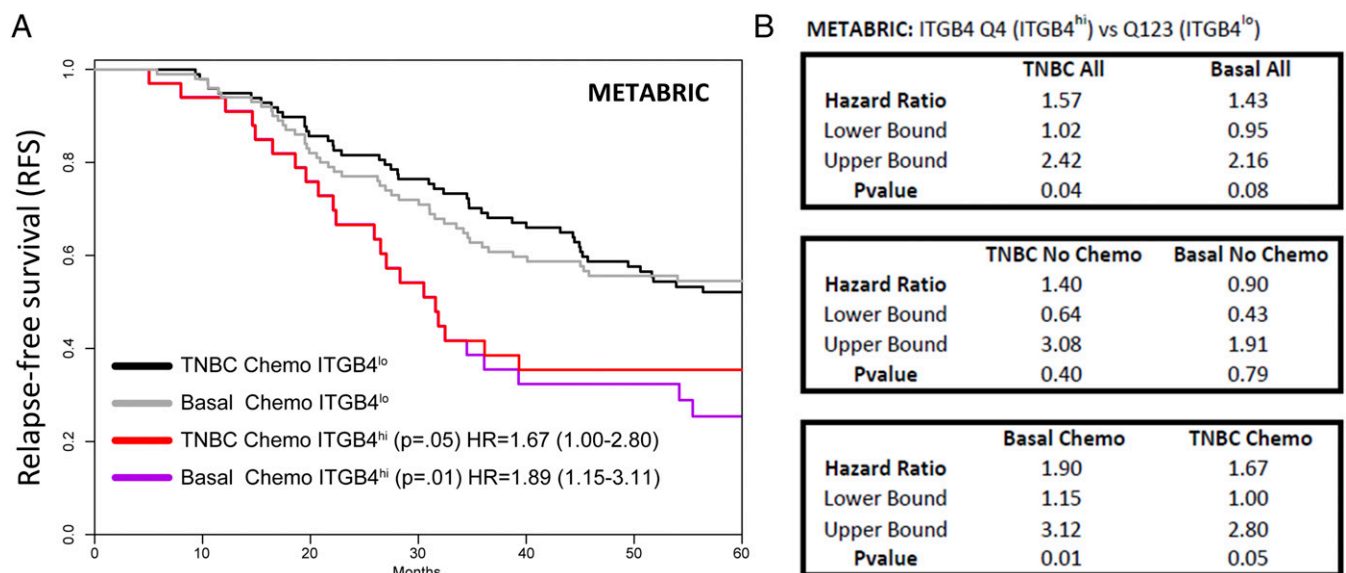 A
METABRIC
Relapse-free survival (RFS)
1.0
0.8
0.6
0.4
0.2
0.0
TNBC Chemo ITGB4lo
Basal Chemo ITGB4lo
TNBC Chemo ITGB4hi (p=.05) HR=1.67 (1.00-2.80)
Basal Chemo ITGB4hi (p=.01) HR=1.89 (1.15-3.11)
0 10 20 30 40 50 60
Months
B METABRIC: ITGB4 Q4 (ITGB4hi) vs Q123 (ITGB4lo)
TNBC All Basal All
Hazard Ratio 1.57 1.43
Lower Bound 1.02 0.95
Upper Bound 2.42 2.16
Pvalue 0.04 0.08
TNBC No Chemo Basal No Chemo
Hazard Ratio 1.40 0.90
Lower Bound 0.64 0.43
Upper Bound 3.08 1.91
Pvalue 0.40 0.79
Basal Chemo TNBC Chemo
Hazard Ratio 1.90 1.67
Lower Bound 1.15 1.00
Upper Bound 3.12 2.80
Pvalue 0.01 0.05